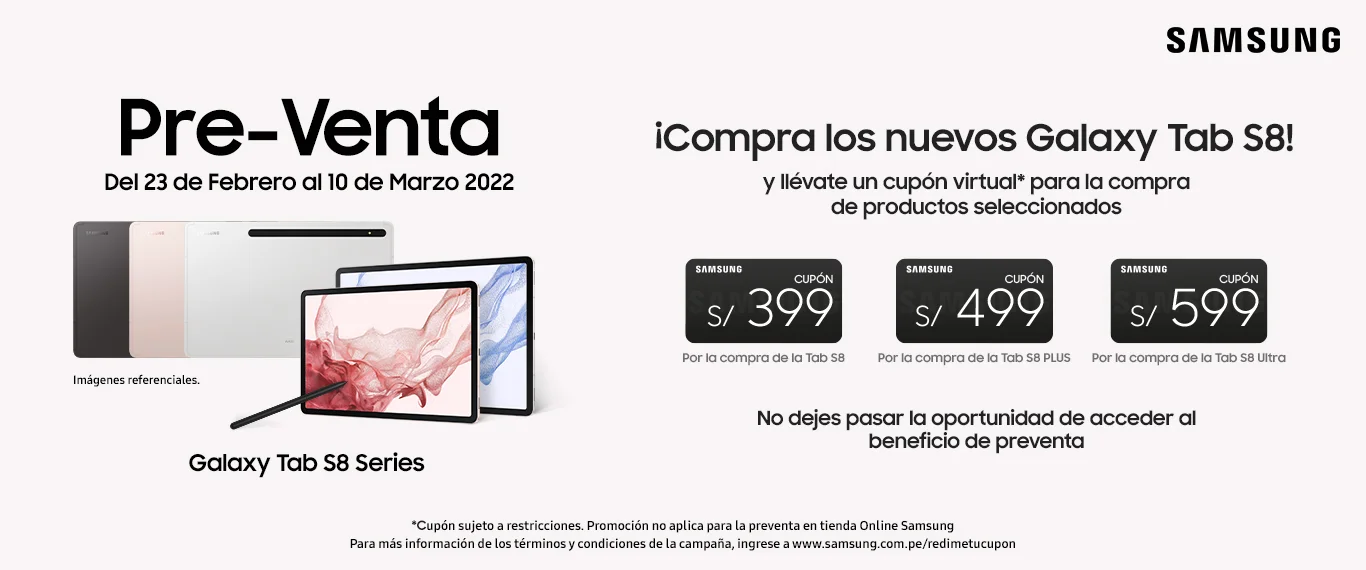 SAMSUNG
Pre-Venta
Del 23 de Febrero al 10 de Marzo 2022
SAMSUNG
SAMSUNG
SAMSUNG
Imágenes referenciales.
Galaxy Tab S8 Series
¡Compra los nuevos Galaxy Tab S8!
y llévate un cupón virtual* para la compra
de productos seleccionados
SAMSUNG
CUPÓN
S/ 399
Por la compra de la Tab S8
SAMSUNG
CUPÓN
S/ 499
Por la compra de la Tab S8 PLUS
SAMSUNG
CUPÓN
S/ 599
Por la compra de la Tab S8 Ultra
No dejes pasar la oportunidad de acceder al
beneficio de preventa
*Cupón sujeto a restricciones. Promoción no aplica para la preventa en tienda Online Samsung
Para más información de los términos y condiciones de la campaña, ingrese a www.samsung.com.pe/redimetucupon